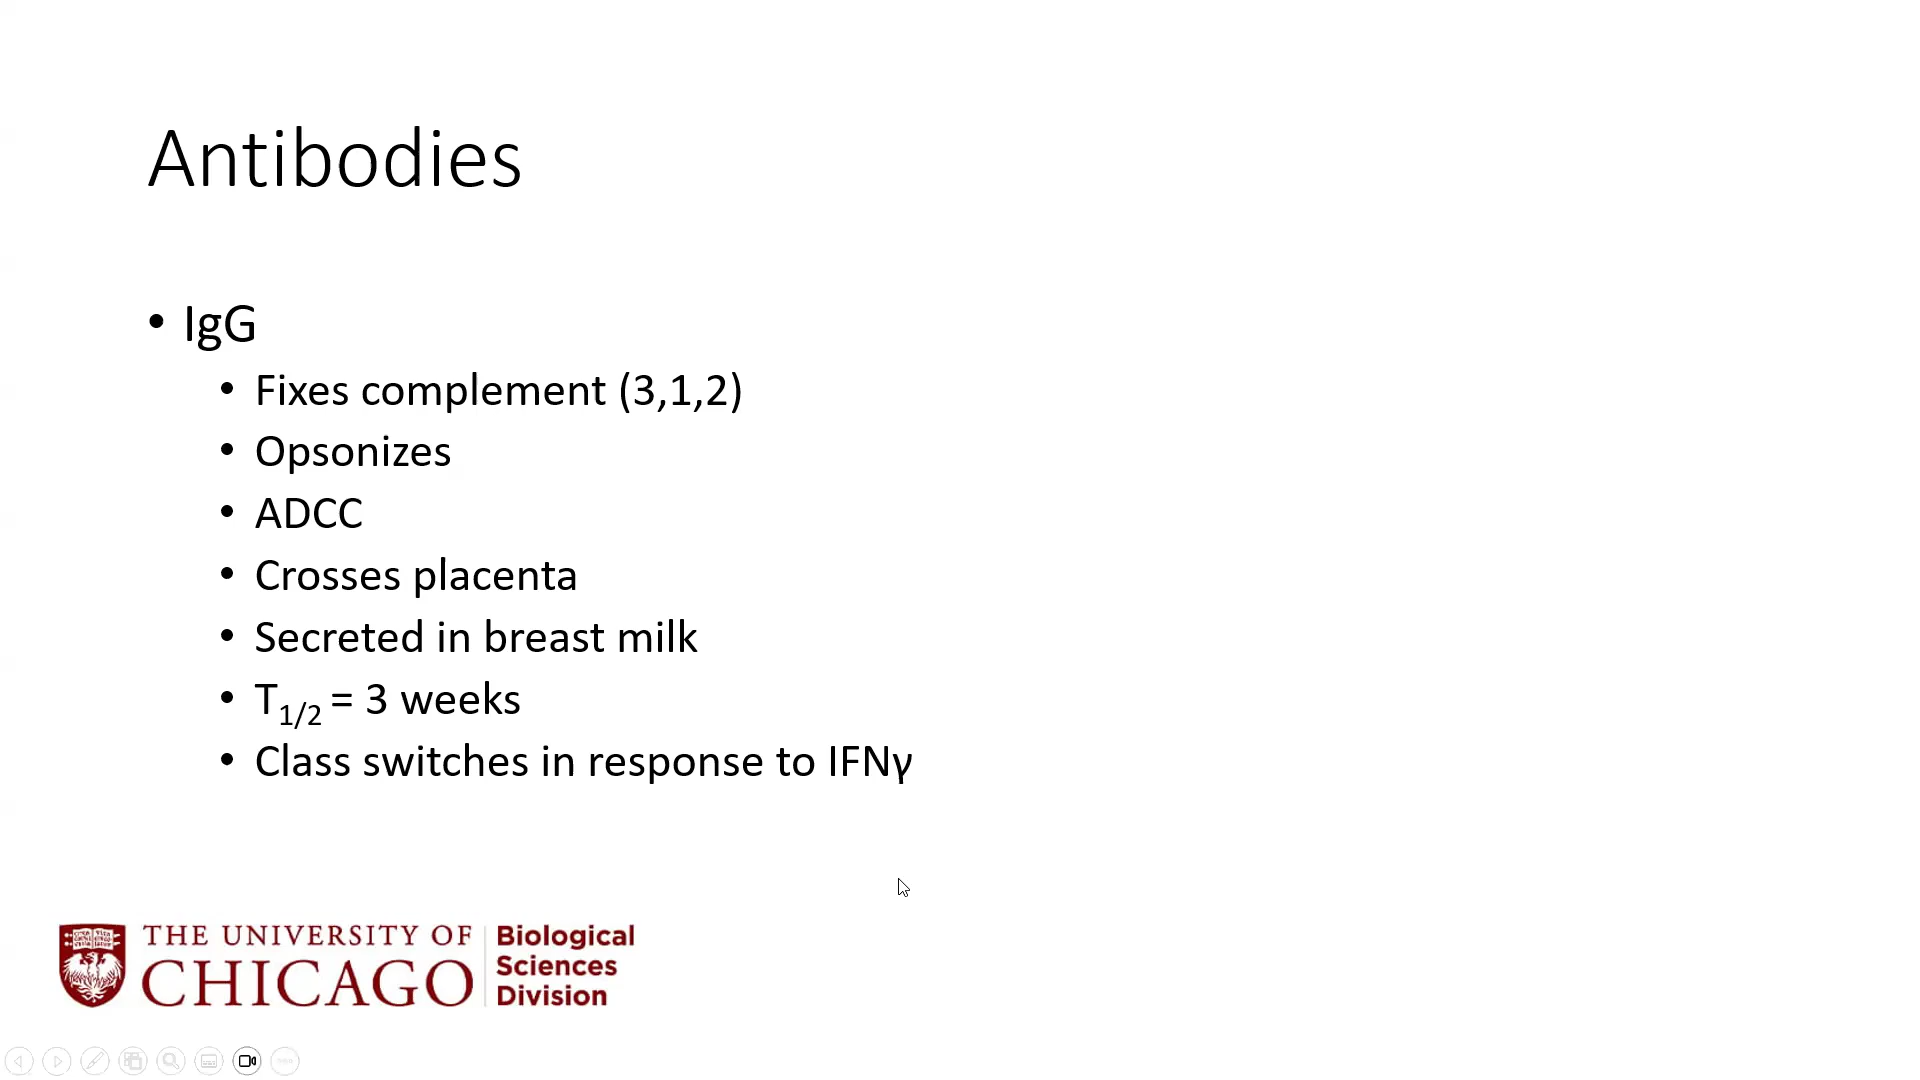 Antibodies
• IgG
• Fixes complement (3,1,2)
• Opsonizes
• ADCC
• Crosses placenta
• Secreted in breast milk
• T1/2 = 3 weeks
• Class switches in response to IFNγ
THE UNIVERSITY OF
CHICAGO
Biological
Sciences
Division